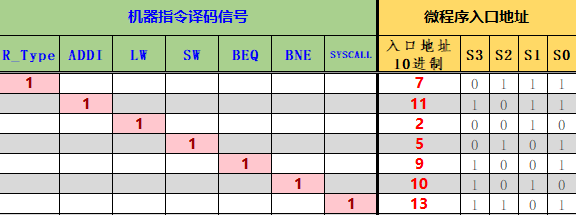 机器指令译码信号 微程序入口地址
R_Type ADDI LW SW BEQ BNE SYSCALL 入口地址 10进制 S3 S2 S1 S0
1 7 0 1 1 1
1 11 1 0 1 1
1 2 0 0 1 0
1 5 0 1 0 1
1 9 1 0 0 1
1 10 1 0 1 0
1 13 1 1 0 1